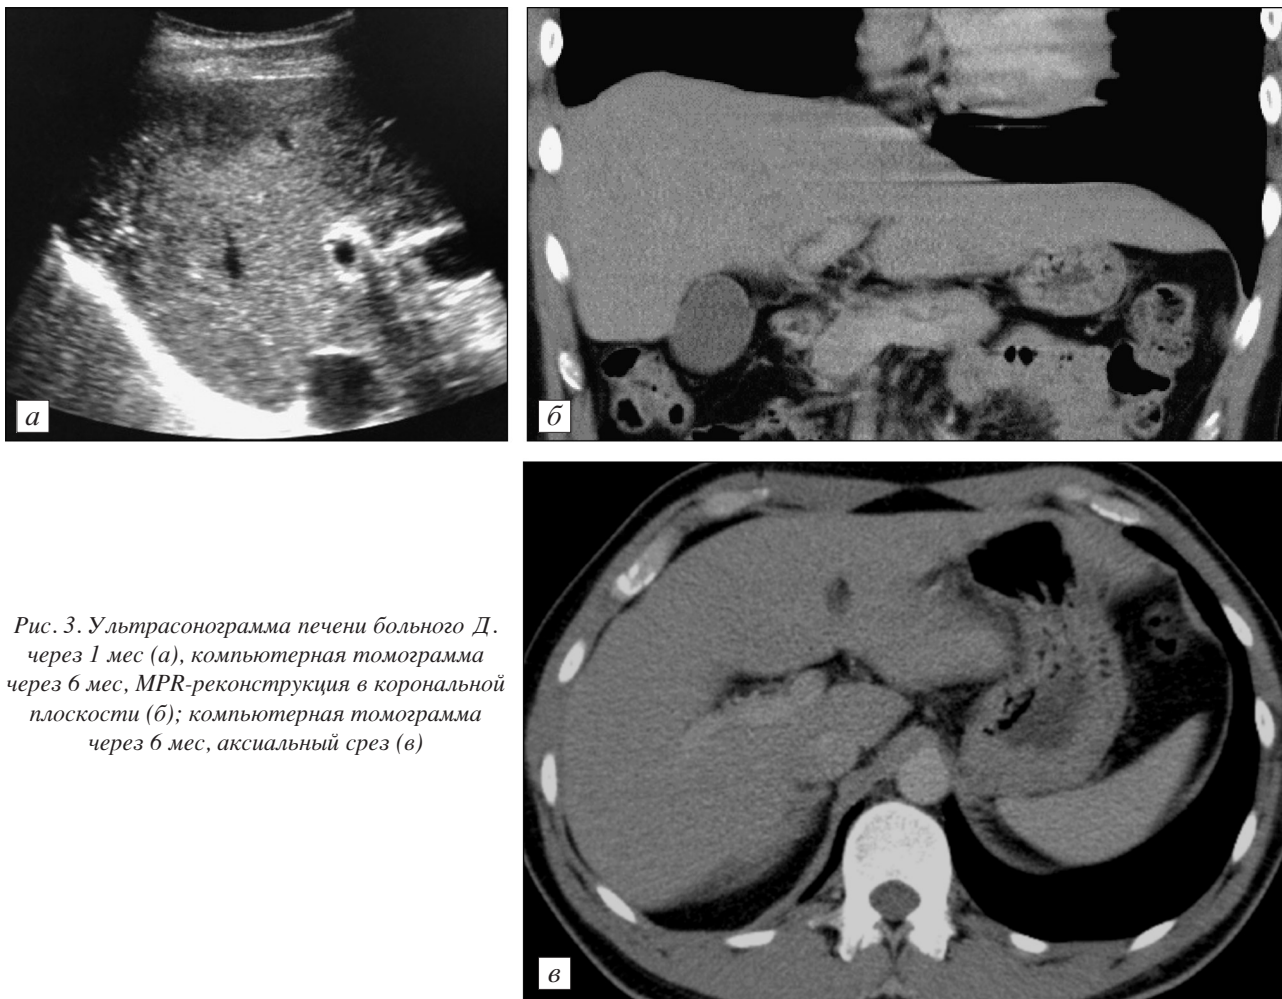 а
б
Рис. 3. Ультрасонограмма печени больного Д.
через 1 мес (а), компьютерная томограмма
через 6 мес, MPR-реконструкция в корональной
плоскости (б); компьютерная томограмма
через 6 мес, аксиальный срез (в)
в